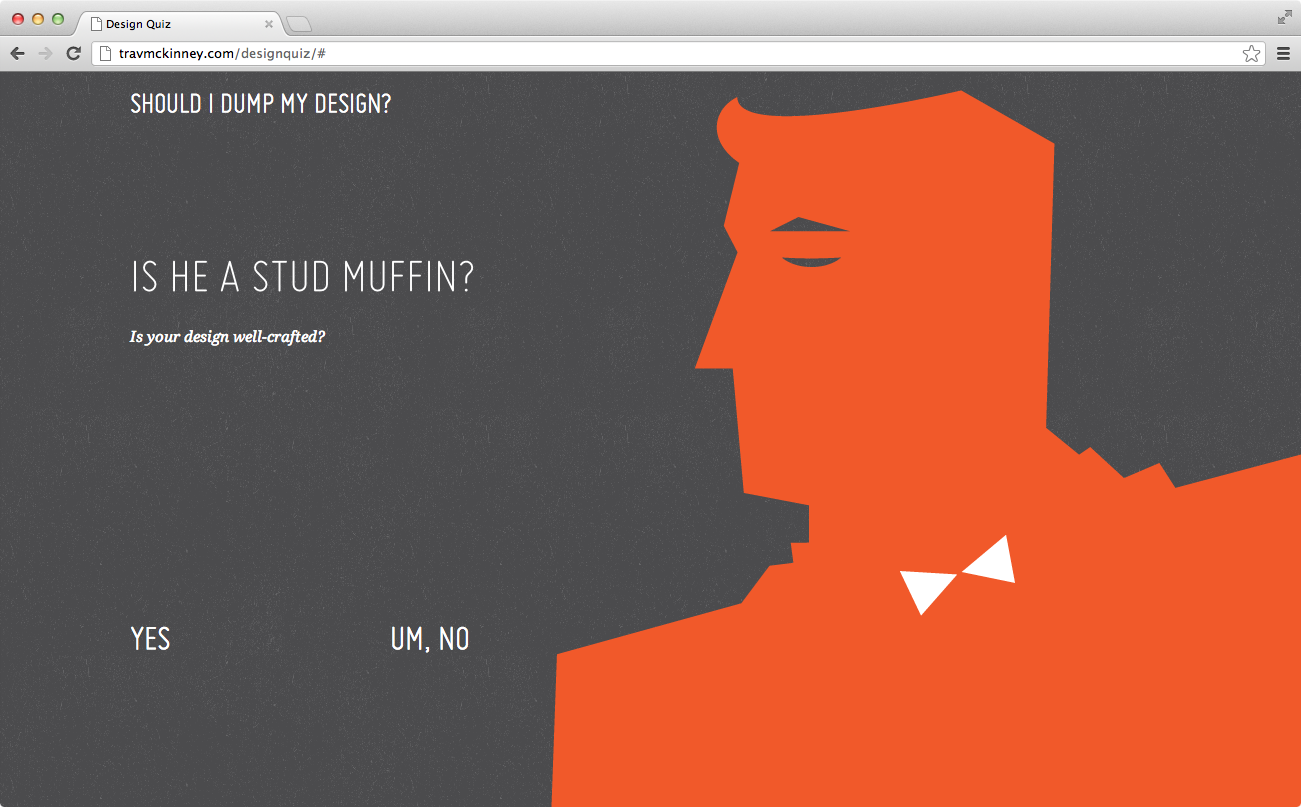 Design Quiz
travmckinney.com/designquiz/#
SHOULD I DUMP MY DESIGN?
IS HE A STUD MUFFIN?
Is your design well-crafted?
YES
UM, NO